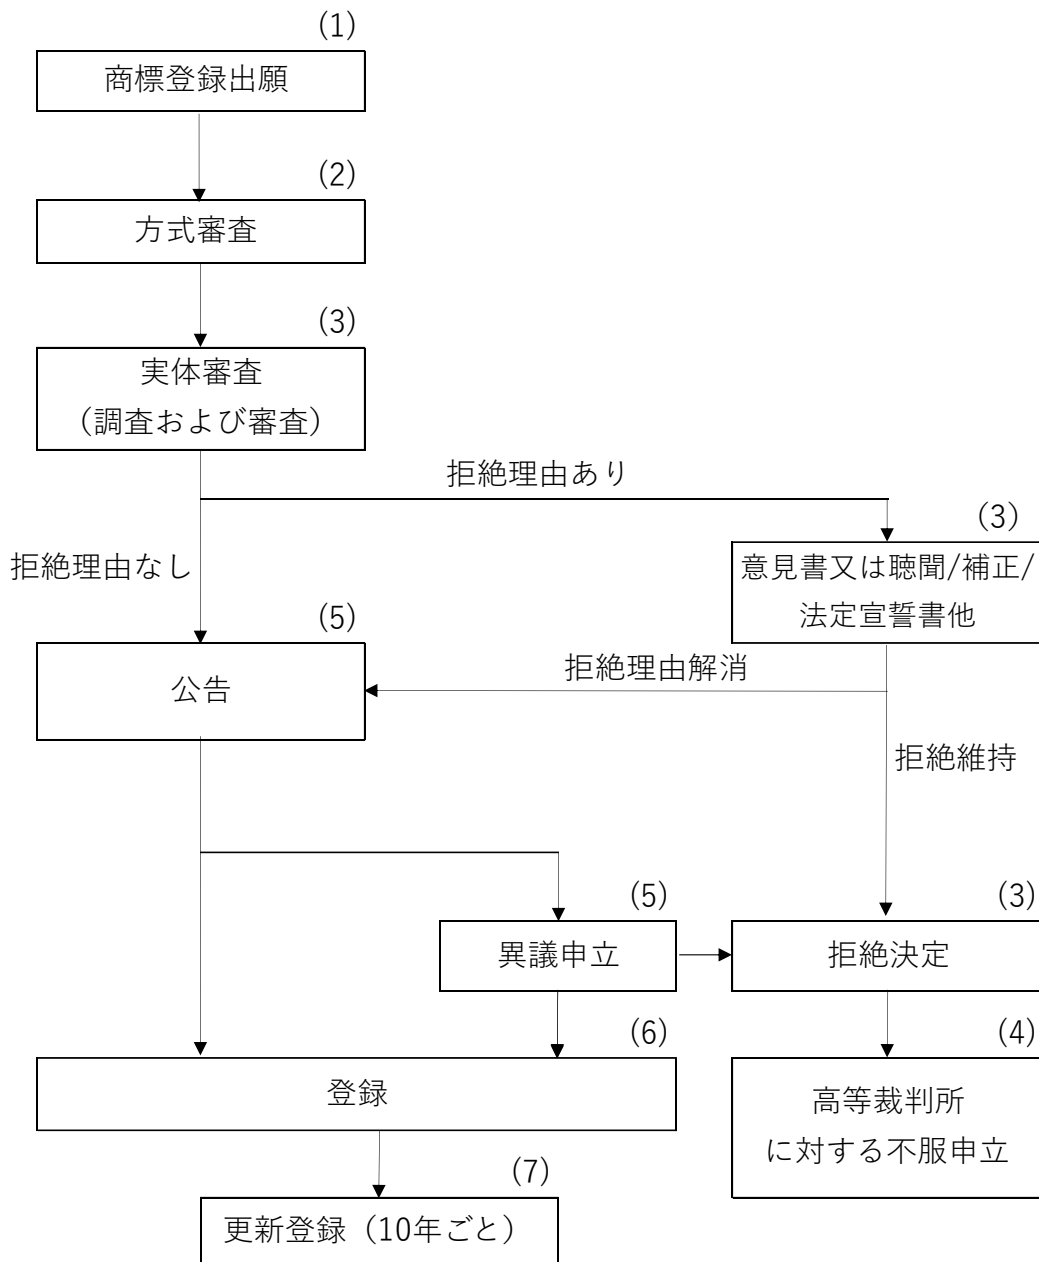 (1)
商標登録出願
(2)
方式審査
(3)
実体審査
（調査および審査）
拒絶理由あり
拒絶理由なし
(3)
意見書又は聴聞/補正/
法定宣誓書他
(5)
公告
拒絶理由解消
拒絶維持
(5)
異議申立
(3)
拒絶決定
(6)
登録
(4)
高等裁判所
に対する不服申立
(7)
更新登録（10年ごと）